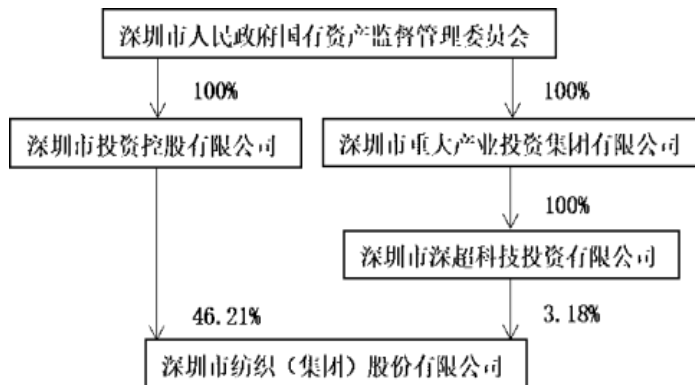 深圳市人民政府国有资产监督管理委员会
100%
100%
深圳市投资控股有限公司
深圳市重大产业投资集团有限公司
100%
深圳市深超科技投资有限公司
46.21%
3.18%
深圳市纺织（集团）股份有限公司